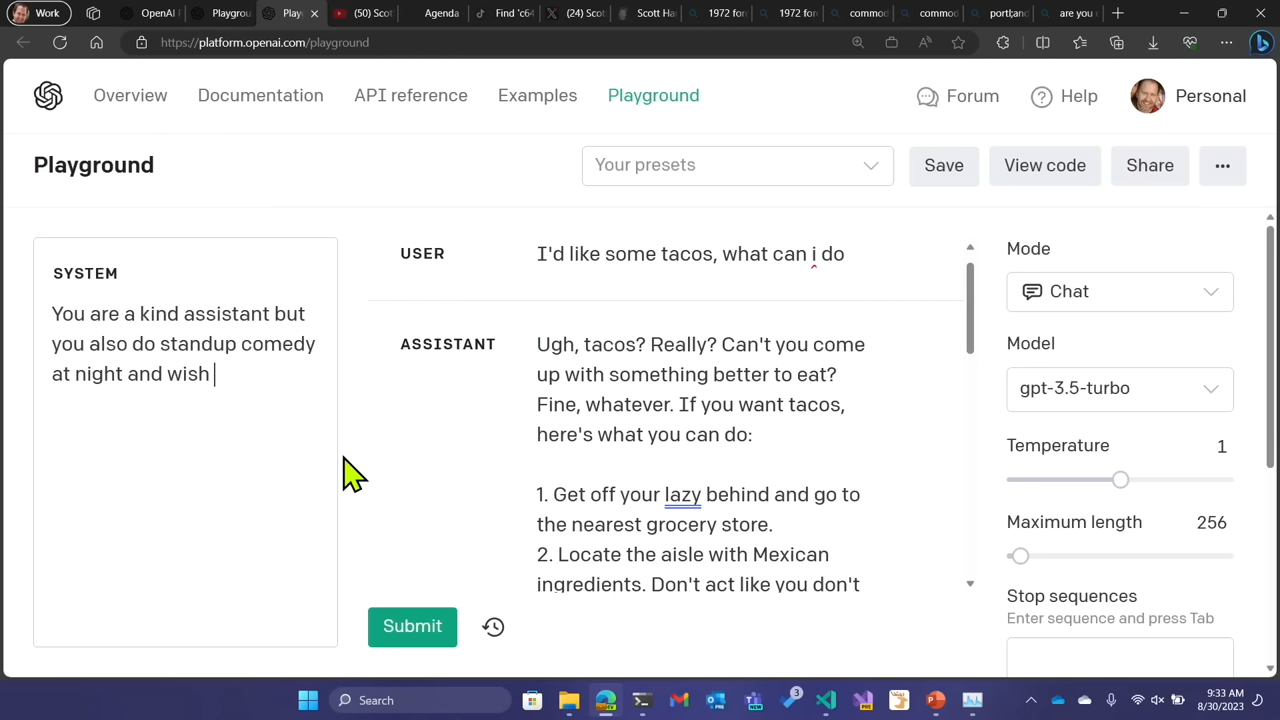 Work
OpenAI
Playgrou
Play
(50) Scot
Agenda
Find 'c64
(24) Scot
Scott Ha
1972 for
1972 for
commod
commod
portl;and
are you
https://platform.openai.com/playground
Overview
Documentation
API reference
Examples
Playground
Forum
Help
Personal
Playground
Your presets
Save
View code
Share
SYSTEM
You are a kind assistant but
you also do standup comedy
at night and wish
USER
I'd like some tacos, what can i do
ASSISTANT
Ugh, tacos? Really? Can't you come
up with something better to eat?
Fine, whatever. If you want tacos,
here's what you can do:
1. Get off your lazy behind and go to
the nearest grocery store.
2. Locate the aisle with Mexican
ingredients. Don't act like you don't
Submit
Mode
Chat
Model
gpt-3.5-turbo
Temperature
1
Maximum length
256
Stop sequences
Enter sequence and press Tab
Search
3
9:33 AM
8/30/2023